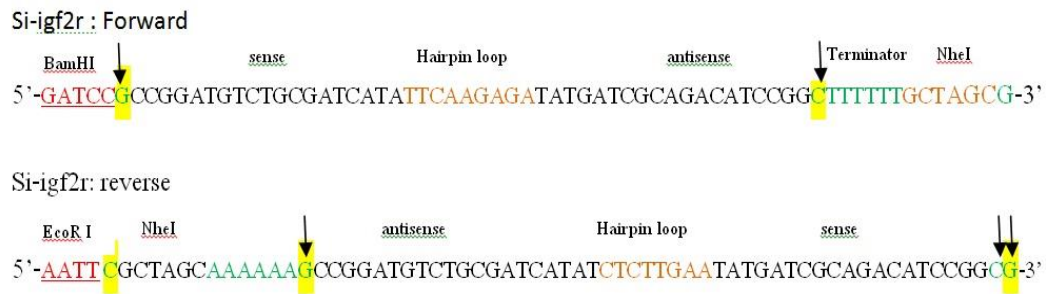 Si-igf2r : Forward
BamHI sense Hairpin loop antisense Terminator NheI
5’-GATCCGCCGGATGTCTGCGATCATATTCAAGAGATATGATCGCAGACATCCGGCTTTTTTGCTAGCG-3’
Si-igf2r: reverse
EcoR I NheI antisense Hairpin loop sense
5’-AATTCGCTAGCAAAAAAGCCGGATGTCTGCGATCATATCTCTTGAATATGATCGCAGACATCCGGCG-3’